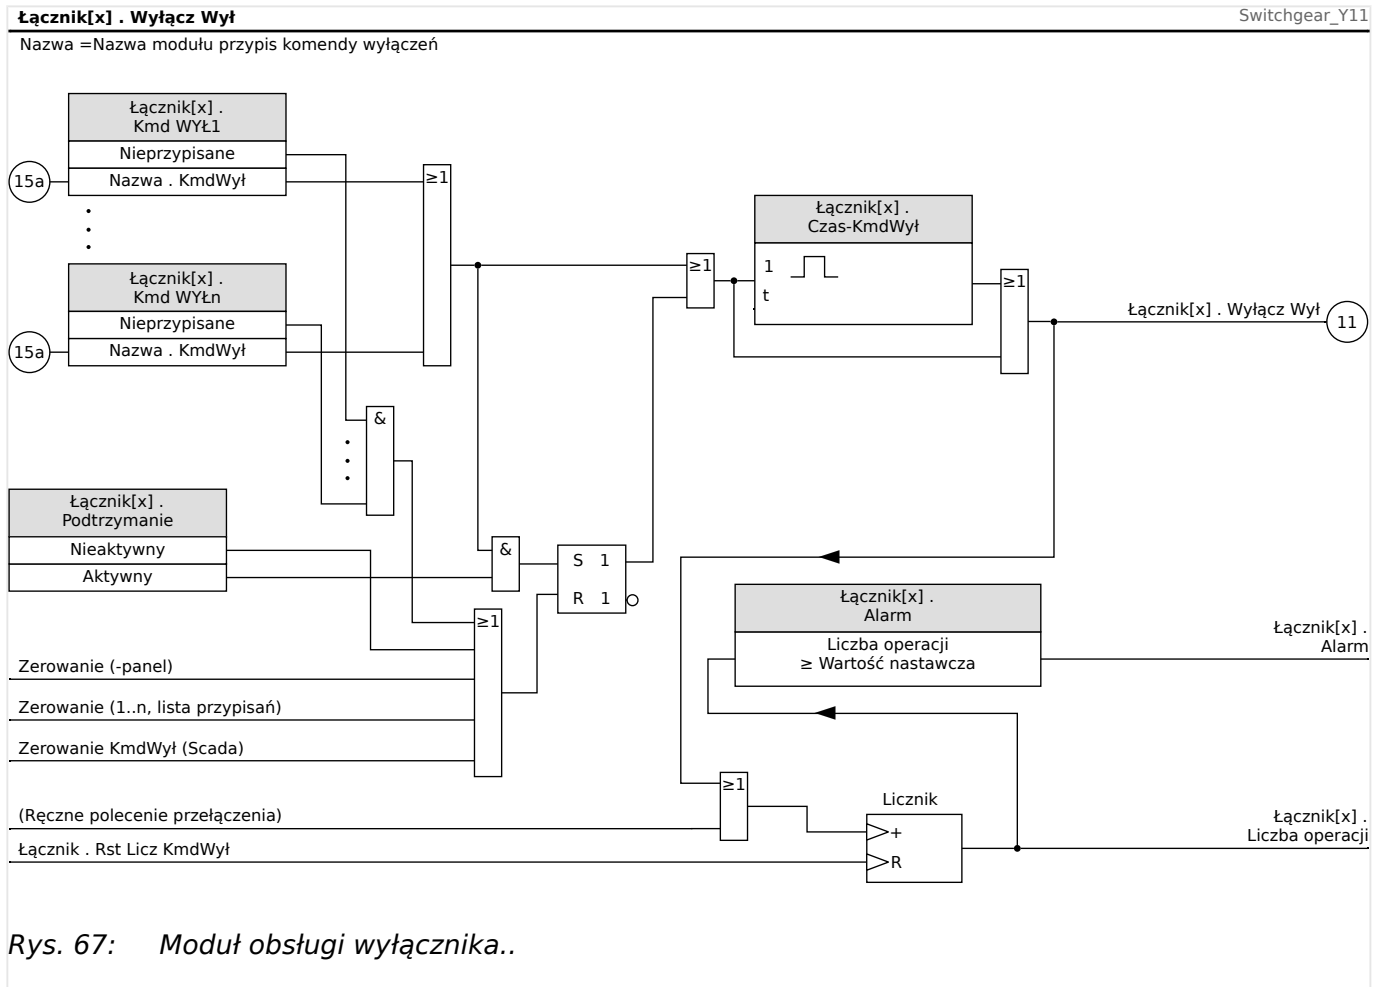 Łącznik[x] . Wyłącz Wył
Switchgear_Y11
Nazwa =Nazwa modułu przypis komendy wyłączeń
Łącznik[x] .
Kmd WYŁ1
Nieprzypisane
15a
Nazwa . KmdWył
≥1
Łącznik[x] .
Kmd WYŁn
Nieprzypisane
15a
Nazwa . KmdWył
≥1
Łącznik[x] .
Czas-KmdWył
1
t
≥1
Łącznik[x] . Wyłącz Wył
11
&
Łącznik[x] .
Podtrzymanie
Nieaktywny
Aktywny
&
S 1
R 1
≥1
Łącznik[x] .
Alarm
Liczba operacji
≥ Wartość nastawcza
Łącznik[x] .
Alarm
Zerowanie (-panel)
Zerowanie (1..n, lista przypisań)
Zerowanie KmdWył (Scada)
≥1
(Ręczne polecenie przełączenia)
Łącznik . Rst Licz KmdWył
Licznik
+
R
Łącznik[x] .
Liczba operacji
Rys. 67: Moduł obsługi wyłącznika..